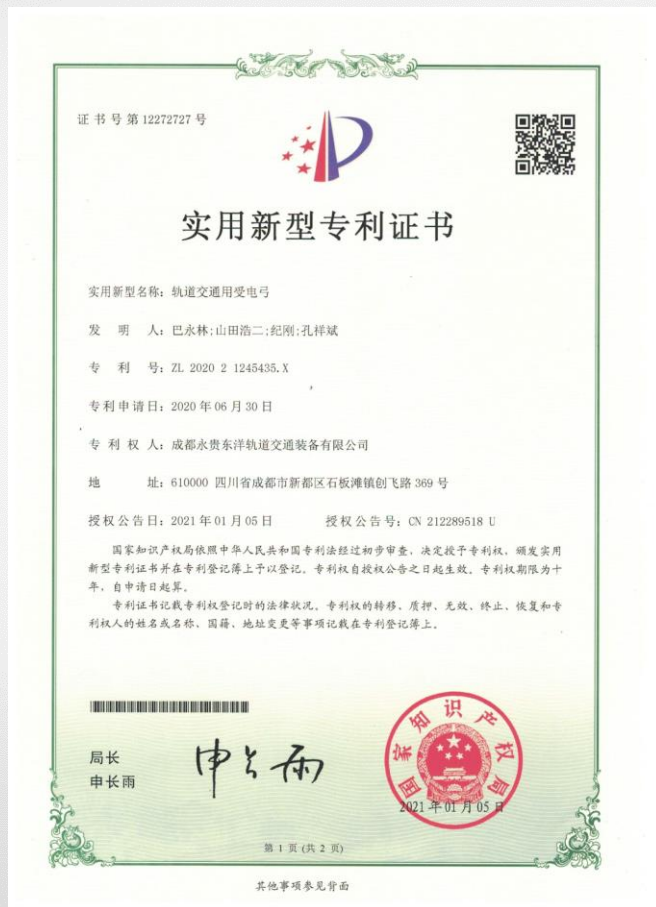 证书号第12272727号
实用新型专利证书
实用新型名称：轨道交通用受电弓
发 明 人：巴永林;山田浩二;纪刚;孔祥斌
专 利 号：ZL 2020 2 1245435.X
专利申请日：2020年06月30日
专 利 权 人：成都永贵东洋轨道交通装备有限公司
地 址：610000 四川省成都市新都区石板滩镇创飞路369号
授权公告日：2021年01月05日 授权公告号：CN 212289518 U
国家知识产权局依照中华人民共和国专利法经过初步审查，决定授予专利权，颁发实用
新型专利证书并在专利登记簿上予以登记。专利权自授权公告之日起生效。专利权期限为十
年，自申请日起算。
专利证书记载专利权登记时的法律状况。专利权的转移、质押、无效、终止、恢复和专
利权人的姓名或名称、国籍、地址变更等事项记载在专利登记簿上。
局长
申长雨
申长雨
国家知识产权局
2021年01月05日
第 1 页 (共 2 页)
其他事项参见背面